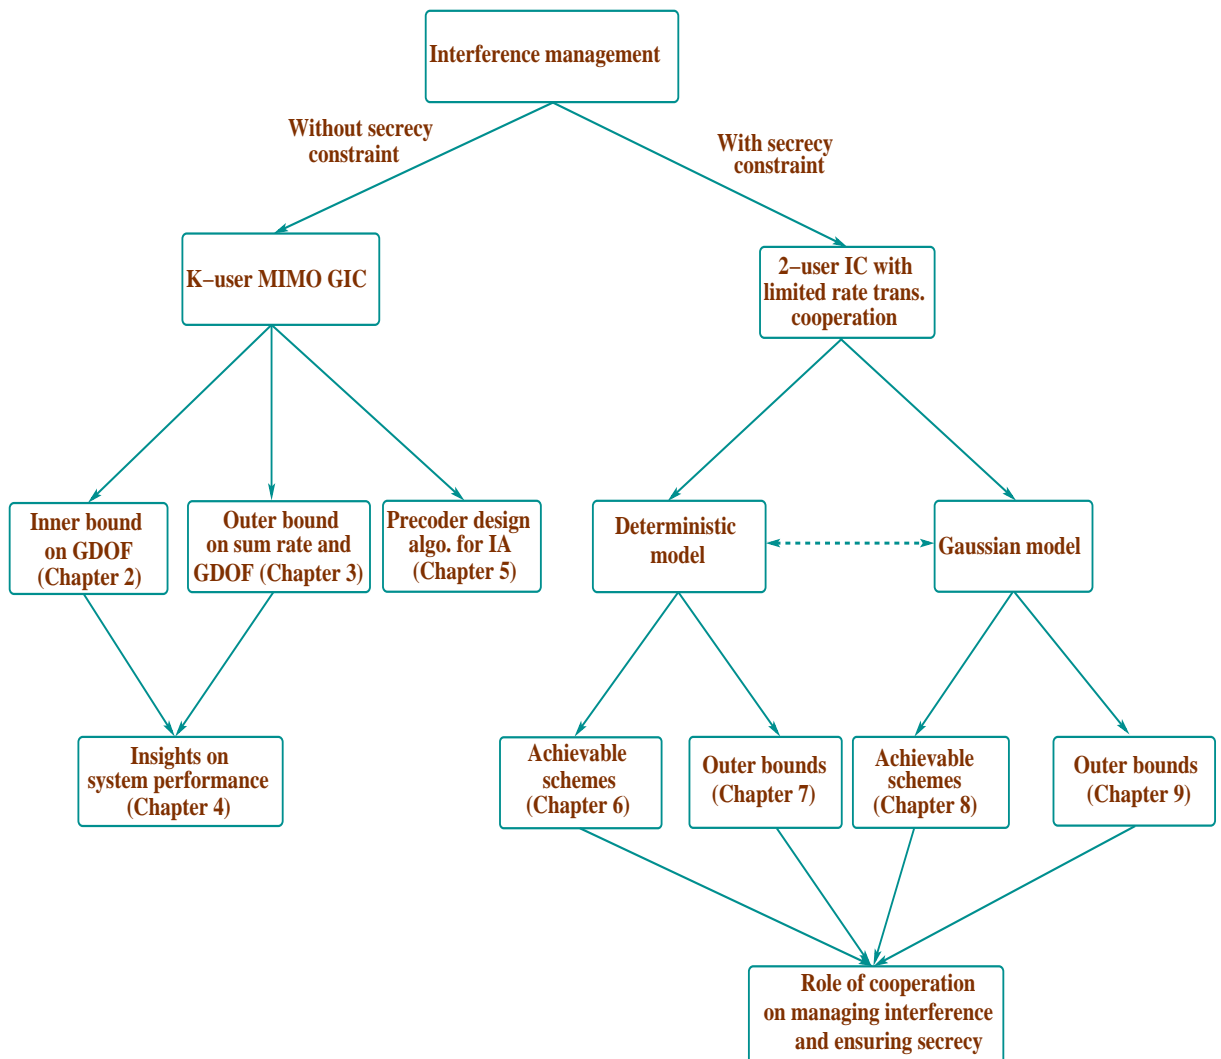 Interference management
Without secrecy
constraint
With secrecy
constraint
K−user MIMO GIC
2−user IC with
limited rate trans.
cooperation
Inner bound
on GDOF
(Chapter 2)
Outer bound
on sum rate and
GDOF (Chapter 3)
Precoder design
algo. for IA
(Chapter 5)
Deterministic
model
Gaussian model
Insights on
system performance
(Chapter 4)
Achievable
schemes
(Chapter 6)
Outer bounds
(Chapter 7)
Achievable
schemes
(Chapter 8)
Outer bounds
(Chapter 9)
Role of cooperation
on managing interference
and ensuring secrecy